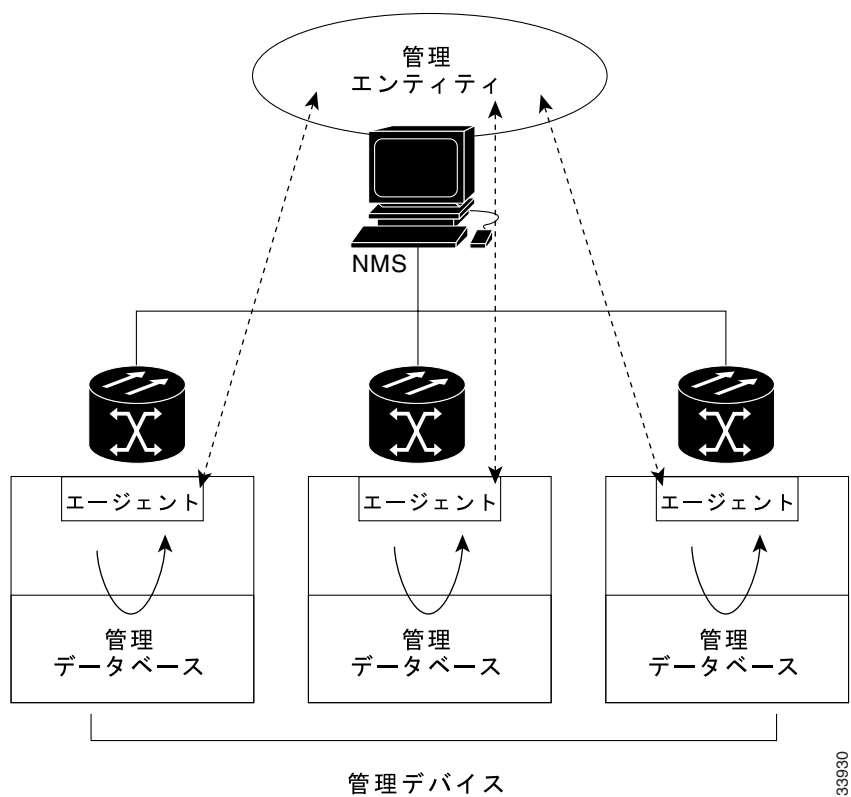 管理
エンティティ
NMS
エージェント
エージェント
エージェント
管理
データベース
管理
データベース
管理
データベース
管理デバイス
33930